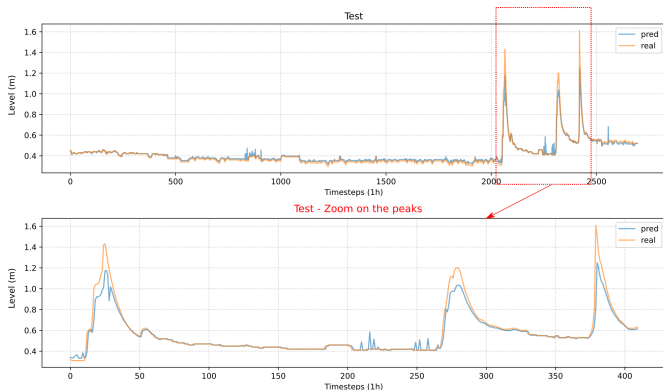 Test
Level (m)
1.6
1.4
1.2
1.0
0.8
0.6
0.4
pred
real
0
500
1000
1500
2000
2500
Timesteps (1h)
Test - Zoom on the peaks
Level (m)
1.6
1.4
1.2
1.0
0.8
0.6
0.4
pred
real
0
50
100
150
200
250
300
350
400
Timesteps (1h)